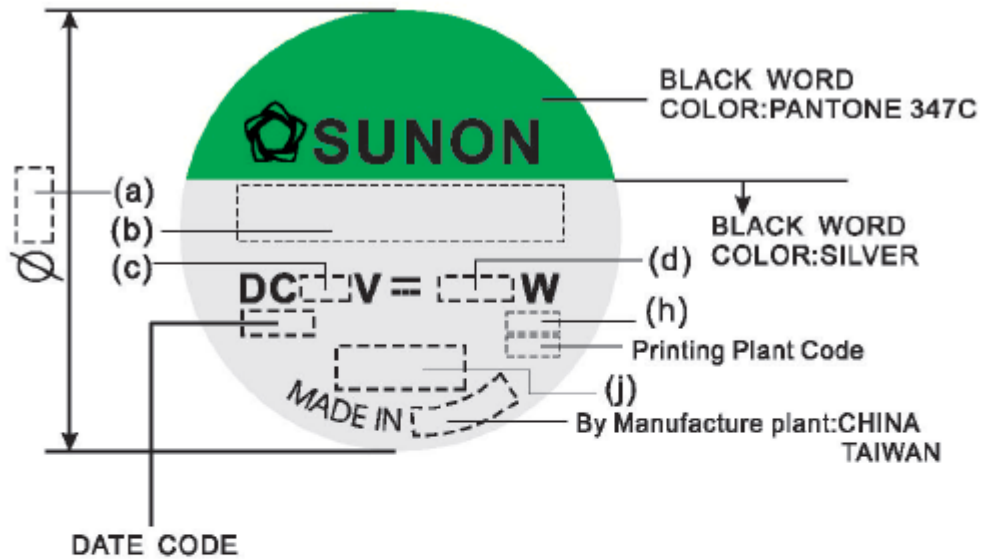 BLACK WORD
COLOR:PANTONE 347C
SUNON
(a)
(b)
BLACK WORD
COLOR:SILVER
(c)
(d)
Ø
DC V W
(h)
Printing Plant Code
(j)
MADE IN
By Manufacture plant:CHINA
TAIWAN
DATE CODE